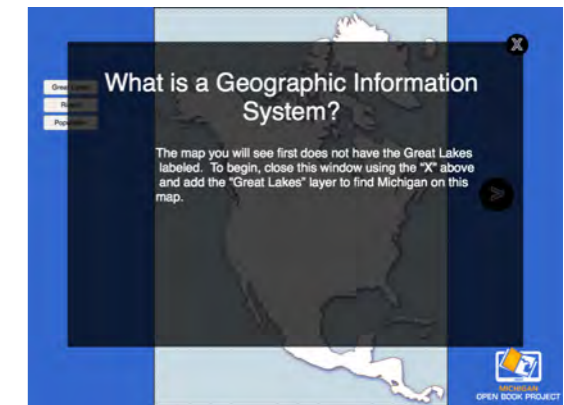 X
What is a Geographic Information
System?
Great Lakes
The map you will see first does not have the Great Lakes
labeled. To begin, close this window using the "X" above
and add the "Great Lakes" layer to find Michigan on this
map.
>
MICHIGAN
OPEN BOOK PROJECT